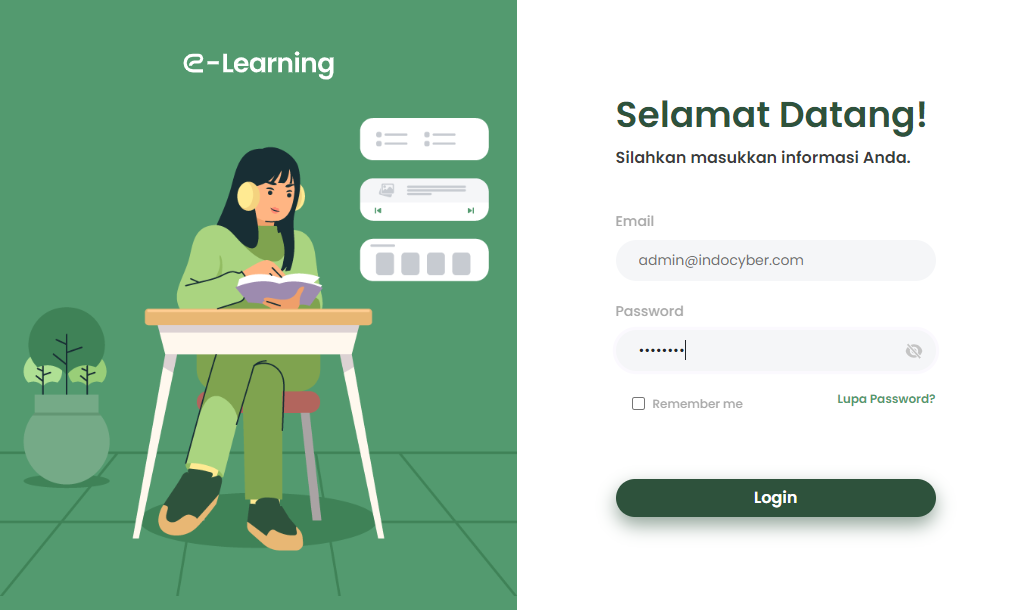 e-Learning
Selamat Datang!
Silahkan masukkan informasi Anda.
Email
admin@indocyber.com
Password
••••••••
Remember me
Lupa Password?
Login